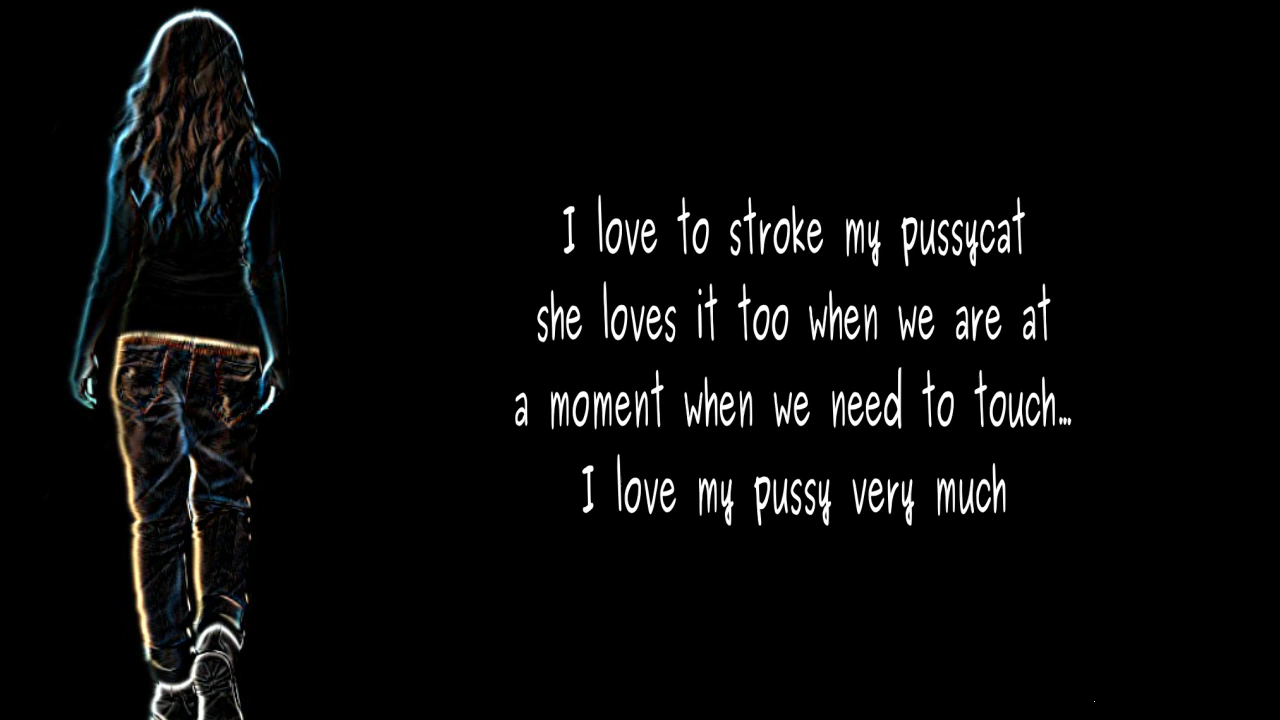 I love to stroke my pussycat
she loves it too when we are at
a moment when we need to touch...
I love my pussy very much